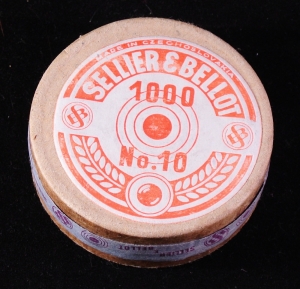 MADE IN CZECHOSLOVAKIA
SELLIER & BELLOT
1000
No. 10